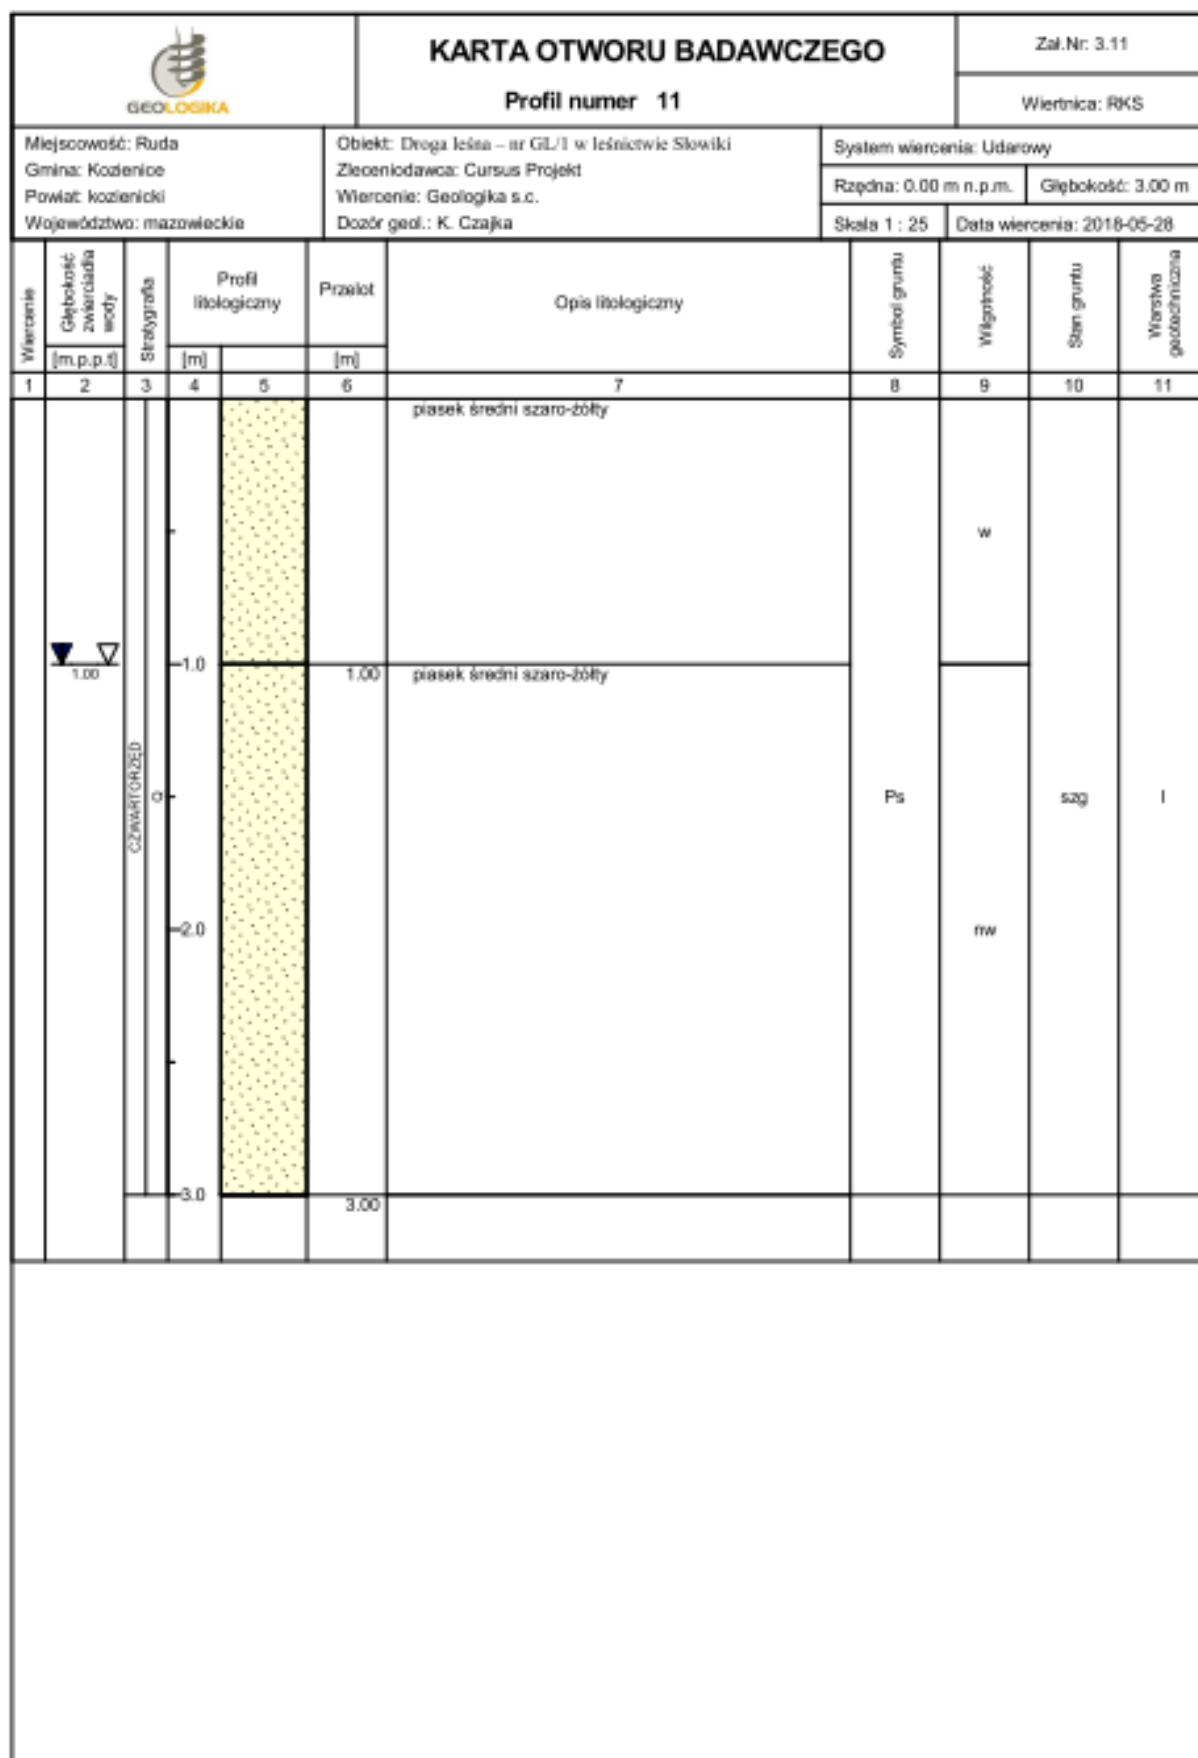 GEOLOGIKA
KARTA OTWORU BADAWCZEGO
Profil numer 11
Zał.Nr: 3.11
Wiertnica: RKS
Miejscowość: Ruda
Gmina: Kozienice
Powiat: kozienicki
Województwo: mazowieckie
Obiekt: Droga leśna – nr GL/1 w leśnictwie Słowiki
Zleceniodawca: Cursus Projekt
Wiercenie: Geologika s.c.
Dozór geol.: K. Czajka
System wiercenia: Udarowy
Rzędna: 0.00 m n.p.m.
Głębokość: 3.00 m
Skala 1 : 25
Data wiercenia: 2018-05-28
Wiercenie
Głębokość
zwierciadła
wody
[m.p.p.t]
Stratygrafia
Profil
litologiczny
[m]
Przelot
[m]
Opis litologiczny
Symbol gruntu
Wilgotność
Stan gruntu
Warstwa
geotechniczna
1 2 3 4 5 6 7 8 9 10 11
piasek średni szaro-żółty
w
1.00
1.0
1.00
piasek średni szaro-żółty
CZWARTORZĘD
Q
Ps
szg
I
2.0
nw
3.0
3.00